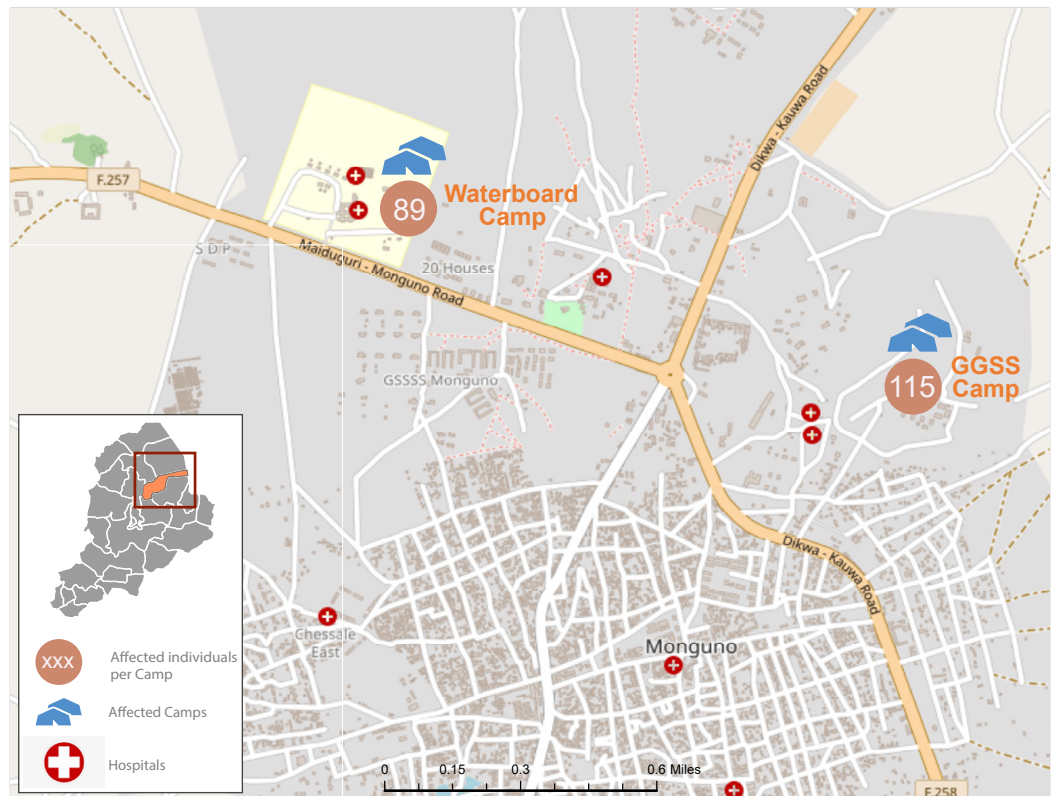 Dikwa - Kauwa Road
F.257
89
Waterboard
Camp
S D P
Maiduguri - Monguno Road
20 Houses
115
GGSS
Camp
GSSSS Monguno
Dikwa - Kauwa Road
Chessale
East
Monguno
XXX
Affected individuals
per Camp
Affected Camps
Hospitals
0 0.15 0.3 0.6 Miles
F.258